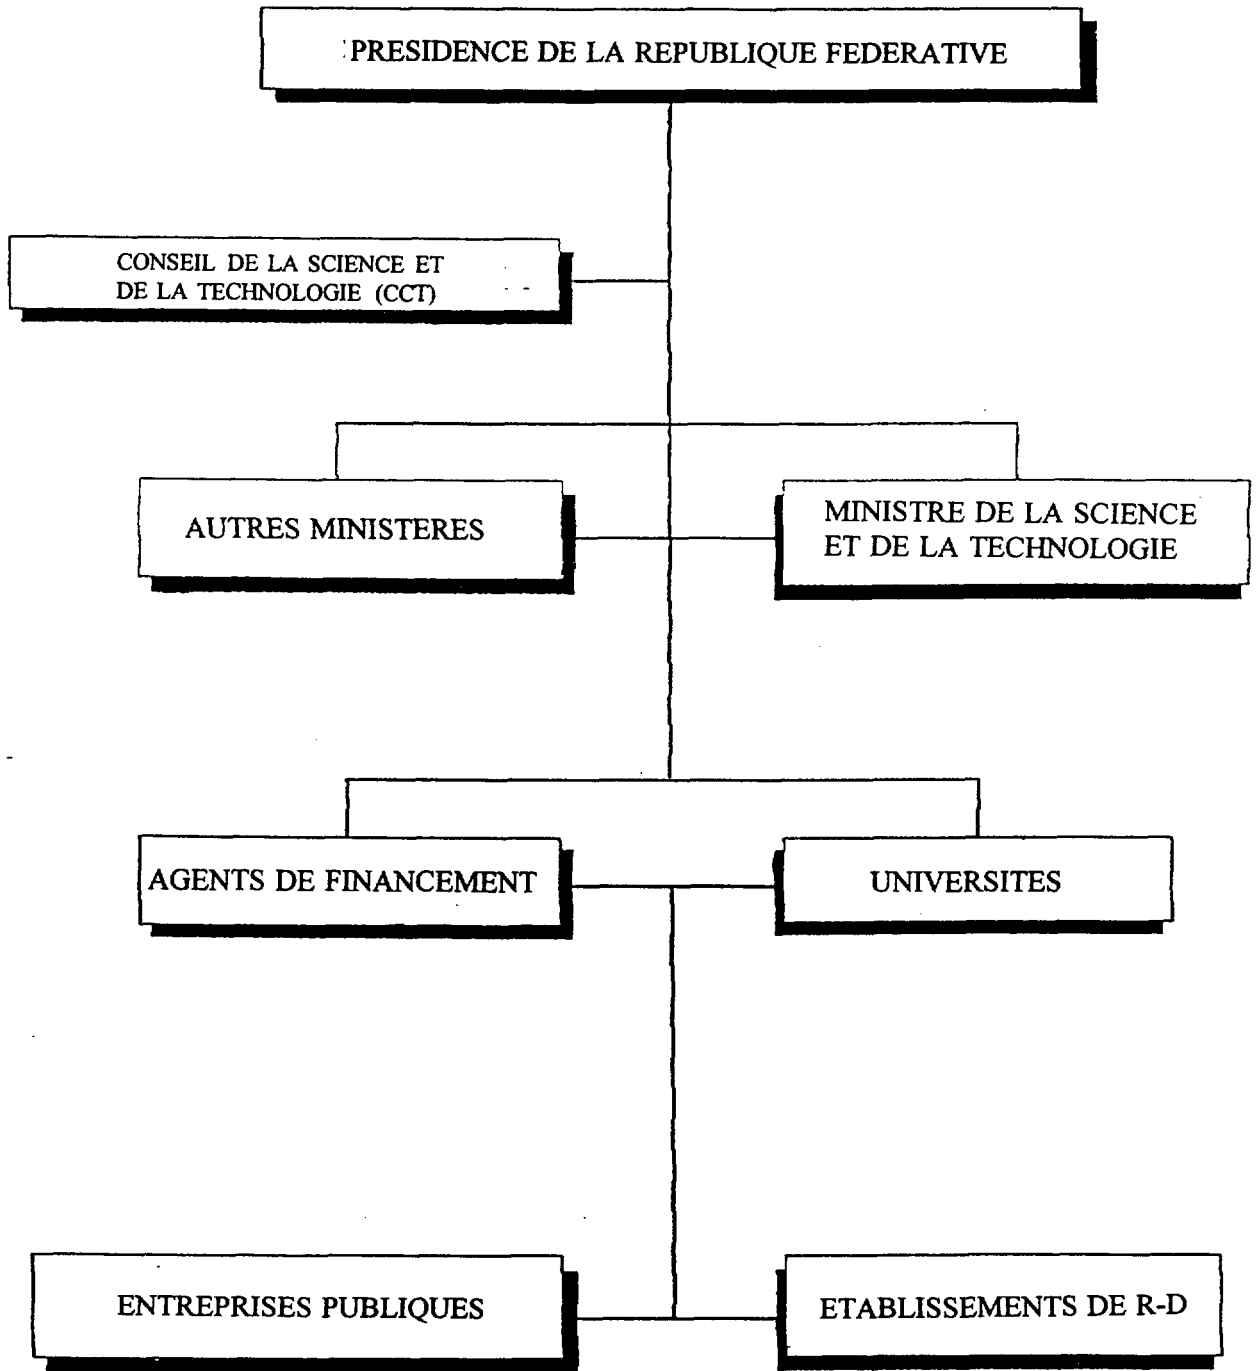 PRESIDENCE DE LA REPUBLIQUE FEDERATIVE
CONSEIL DE LA SCIENCE ET
DE LA TECHNOLOGIE (CCT)
AUTRES MINISTERES
MINISTRE DE LA SCIENCE
ET DE LA TECHNOLOGIE
AGENTS DE FINANCEMENT
UNIVERSITES
ENTREPRISES PUBLIQUES
ETABLISSEMENTS DE R-D